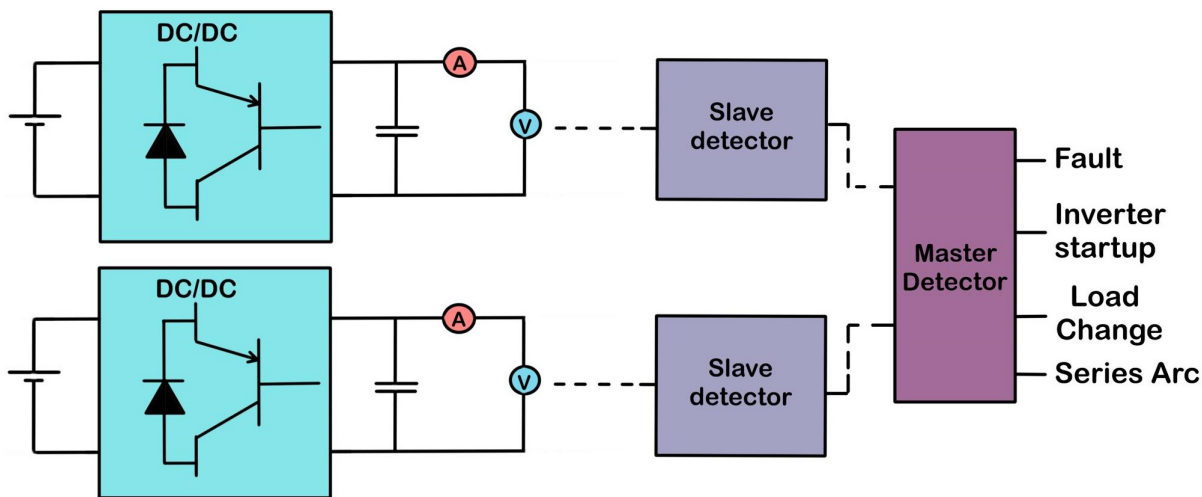 DC/DC
A
V
Slave
detector
Master
Detector
Fault
Inverter
startup
Load
Change
Series Arc
DC/DC
A
V
Slave
detector